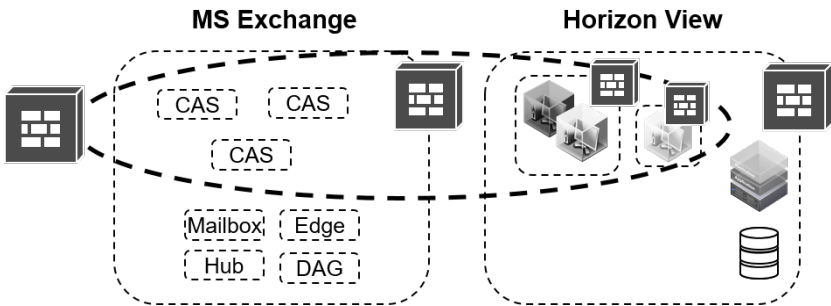 MS Exchange
Horizon View
CAS
CAS
CAS
Mailbox
Edge
Hub
DAG